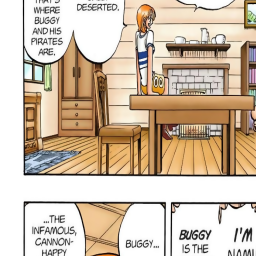 THAT'S
WHERE
BUGGY
AND HIS
PIRATES
ARE.
DESERTED.
...THE
INFAMOUS,
CANNON-
HAPPY
BUGGY...
BUGGY
IS THE
I'M
NAMI